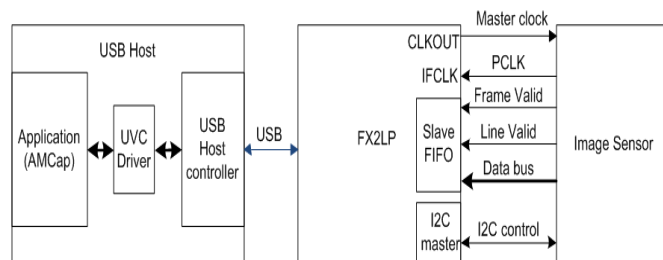 USB Host
Application
(AMCap)
UVC
Driver
USB
Host
controller
USB
FX2LP
CLKOUT
IFCLK
Slave
FIFO
I2C
master
Master clock
PCLK
Frame Valid
Line Valid
Data bus
I2C control
Image Sensor